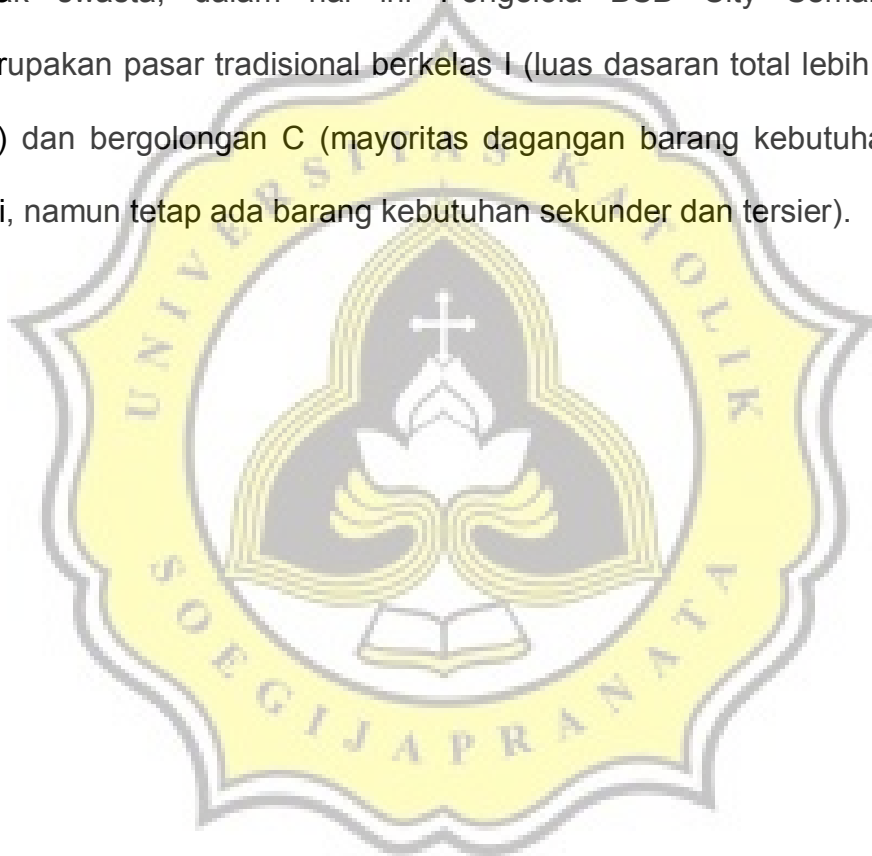 swasta, dalam hal ini Pengelola City Semar
rupakan pasar tradisional berkelas I (luas dasaran total lebih
) dan bergolongan C (mayoritas dagangan barang kebutuha
i, namun tetap ada barang kebutuhan sekunder dan tersier).
UNIVERSITAS KATOLIK
SOEGIJAPRANATA